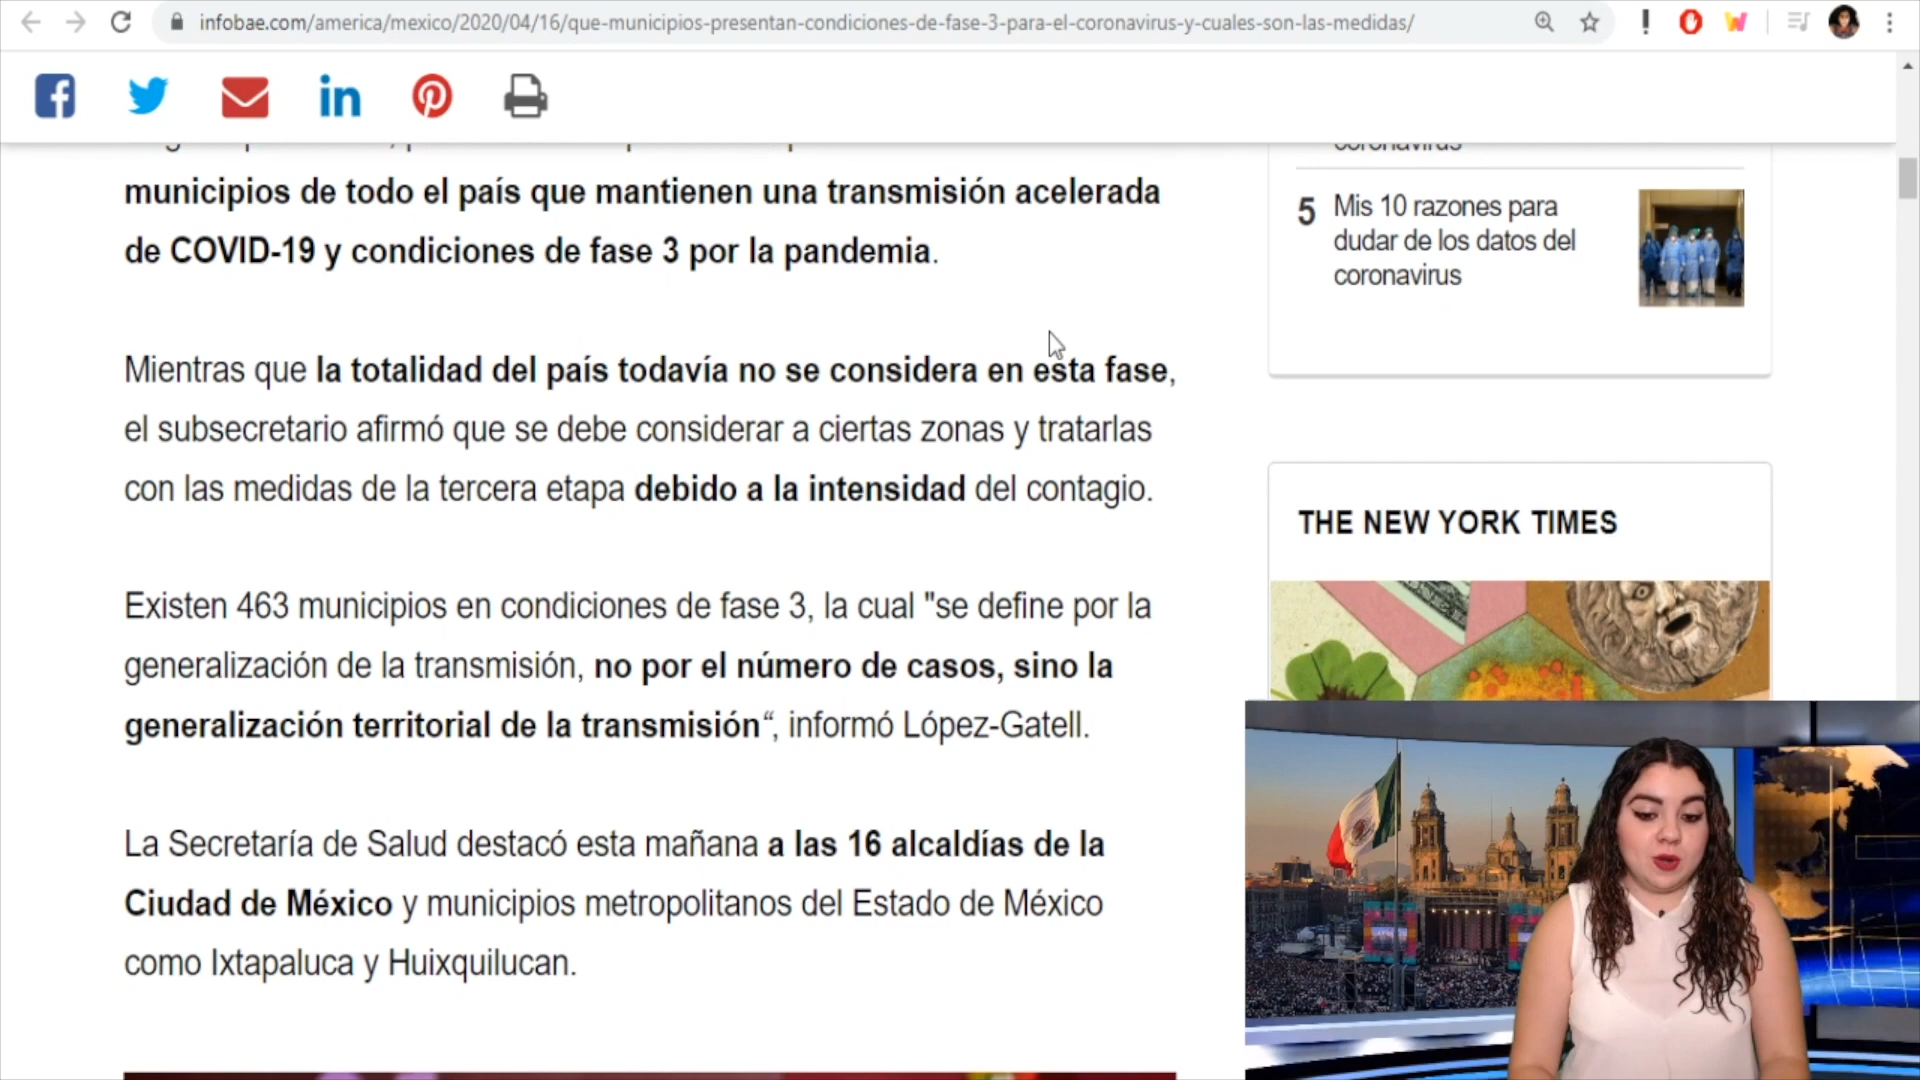 infobae.com/america/mexico/2020/04/16/que-municipios-presentan-condiciones-de-fase-3-para-el-coronavirus-y-cuales-son-las-medidas/
municipios de todo el país que mantienen una transmisión acelerada
de COVID-19 y condiciones de fase 3 por la pandemia.
Mientras que la totalidad del país todavía no se considera en esta fase,
el subsecretario afirmó que se debe considerar a ciertas zonas y tratarlas
con las medidas de la tercera etapa debido a la intensidad del contagio.
Existen 463 municipios en condiciones de fase 3, la cual "se define por la
generalización de la transmisión, no por el número de casos, sino la
generalización territorial de la transmisión“, informó López-Gatell.
La Secretaría de Salud destacó esta mañana a las 16 alcaldías de la
Ciudad de México y municipios metropolitanos del Estado de México
como Ixtapaluca y Huixquilucan.
coronavirus
5 Mis 10 razones para
dudar de los datos del
coronavirus
THE NEW YORK TIMES